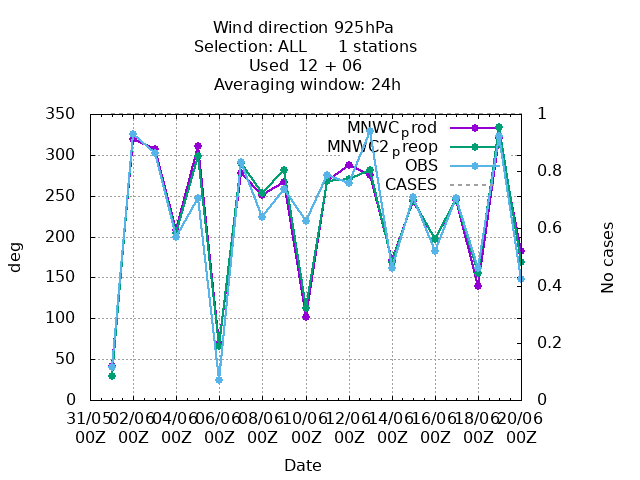 Wind direction 925hPa
Selection: ALL      1 stations
Used  12 + 06
Averaging window: 24h
350 1
MNWCprod
300 MNWC2preop
OBS 0.8
250 CASES
200 0.6
deg No cases
150 0.4
100
50 0.2
0 0
31/05 02/06 04/06 06/06 08/06 10/06 12/06 14/06 16/06 18/06 20/06
00Z 00Z 00Z 00Z 00Z 00Z 00Z 00Z 00Z 00Z 00Z
Date